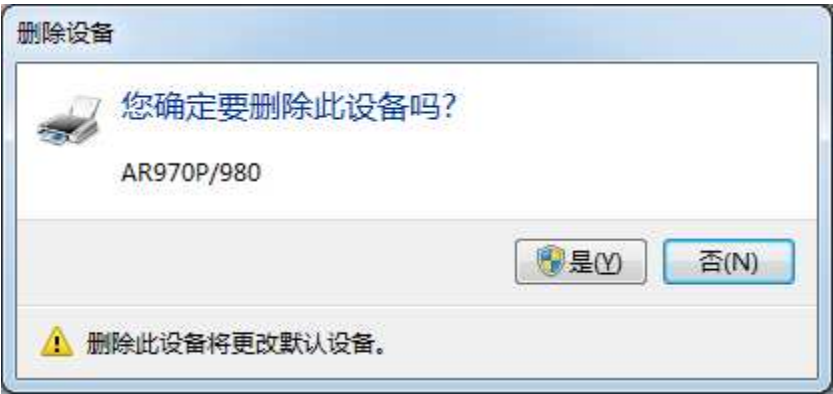 删除设备
您确定要删除此设备吗?
AR970P/980
是(Y)
否(N)
删除此设备将更改默认设备。